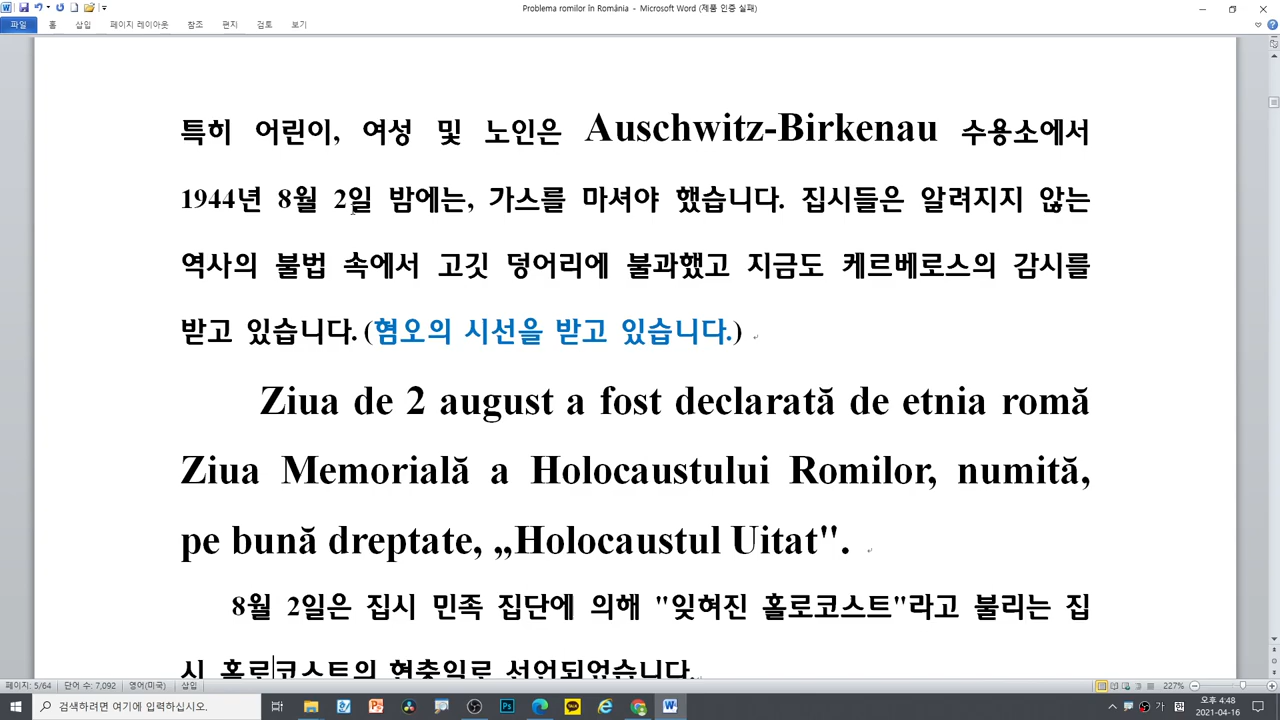 Problema romilor în România - Microsoft Word (제품 인증 실패)
파일 홈 삽입 페이지 레이아웃 참조 편지 검토 보기
특히 어린이, 여성 및 노인은 Auschwitz-Birkenau 수용소에서
1944년 8월 2일 밤에는, 가스를 마셔야 했습니다. 집시들은 알려지지 않는
역사의 불법 속에서 고깃 덩어리에 불과했고 지금도 케르베로스의 감시를
받고 있습니다. (혐오의 시선을 받고 있습니다.)
Ziua de 2 august a fost declarată de etnia romă
Ziua Memorială a Holocaustului Romilor, numită,
pe bună dreptate, „Holocaustul Uitat".
8월 2일은 집시 민족 집단에 의해 "잊혀진 홀로코스트"라고 불리는 집
시 홀로코스트의 현충일로 선언되었습니다.
페이지: 5/64 단어 수: 7,092 영어(미국) 삽입 227%
검색하려면 여기에 입력하십시오. 가 오후 4:48
2021-04-16